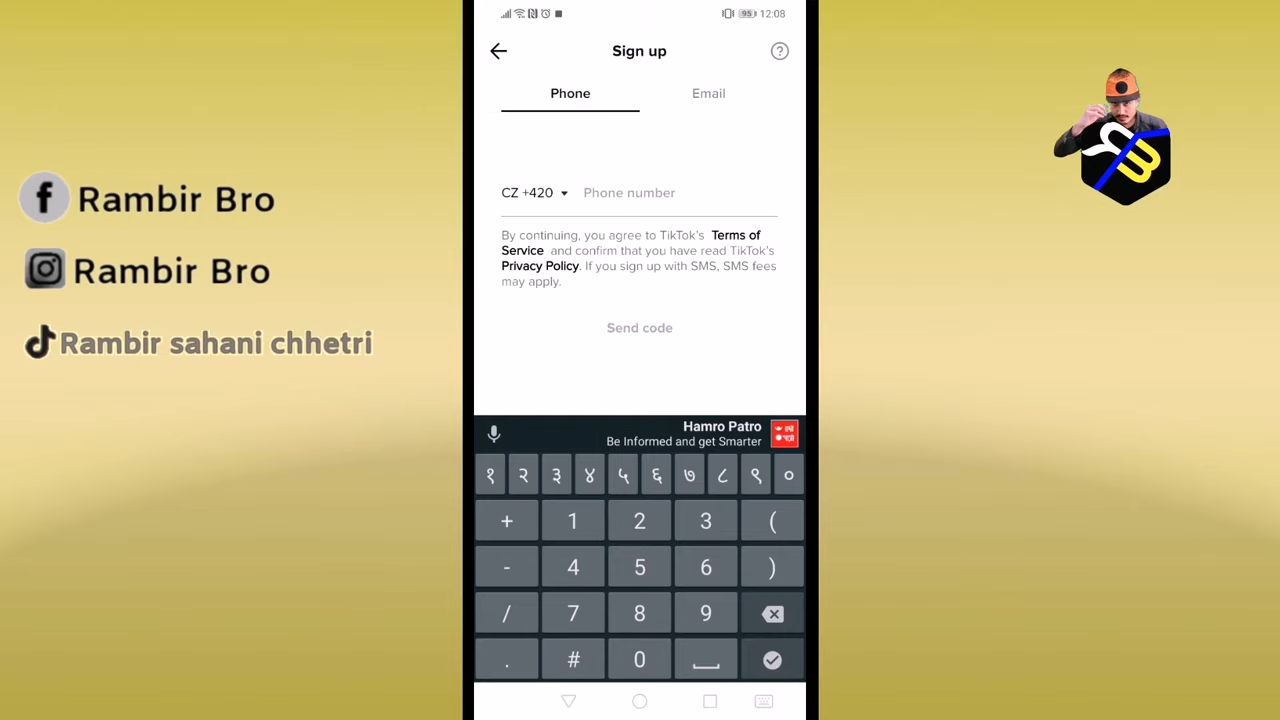 95 12:08
Sign up
Phone
Email
CZ +420
Phone number
By continuing, you agree to TikTok's Terms of
Service and confirm that you have read TikTok's
Privacy Policy. If you sign up with SMS, SMS fees
may apply.
Send code
Rambir Bro
Rambir Bro
Rambir sahani chhetri
Hamro Patro
Be Informed and get Smarter
१ २ ३ ४ ५ ६ ७ ८ ९ ०
+ 1 2 3 (
- 4 5 6 )
/ 7 8 9
. # 0